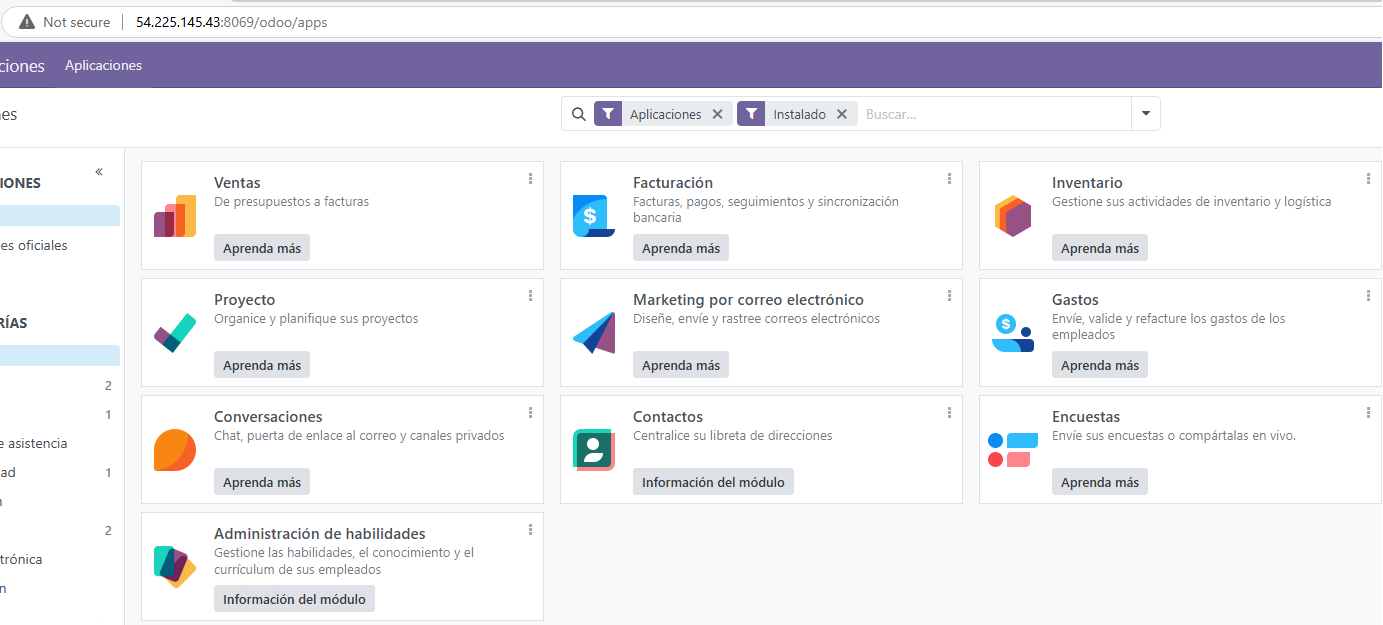 Not secure 54.225.145.43:8069/odoo/apps
ciones Aplicaciones
es
Aplicaciones Instalado Buscar...
«
IONES
es oficiales
RÍAS
2
1
e asistencia
ad 1
n
2
trónica
n
Ventas
De presupuestos a facturas
Aprenda más
Facturación
Facturas, pagos, seguimientos y sincronización
bancaria
Aprenda más
Inventario
Gestione sus actividades de inventario y logística
Aprenda más
Proyecto
Organice y planifique sus proyectos
Aprenda más
Marketing por correo electrónico
Diseñe, envíe y rastree correos electrónicos
Aprenda más
Gastos
Envíe, valide y refacture los gastos de los
empleados
Aprenda más
Conversaciones
Chat, puerta de enlace al correo y canales privados
Aprenda más
Contactos
Centralice su libreta de direcciones
Información del módulo
Encuestas
Envíe sus encuestas o compártalas en vivo.
Aprenda más
Administración de habilidades
Gestione las habilidades, el conocimiento y el
currículum de sus empleados
Información del módulo